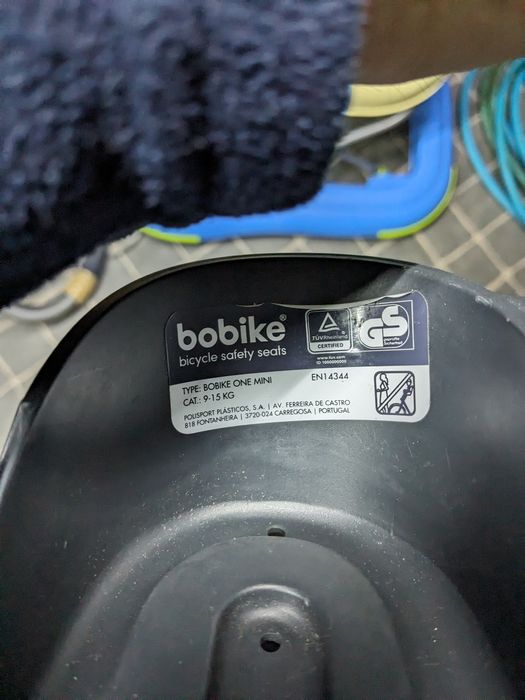 bobike®
bicycle safety seats
TÜVRheinland
CERTIFIED
www.tuv.com
ID 1000000000
GS
geprüfte
Sicherheit
TYPE: BOBIKE ONE MINI EN14344
CAT.: 9-15 KG
POLISPORT PLÁSTICOS, S.A. | AV. FERREIRA DE CASTRO
818 FONTANHEIRA | 3720-024 CARREGOSA | PORTUGAL